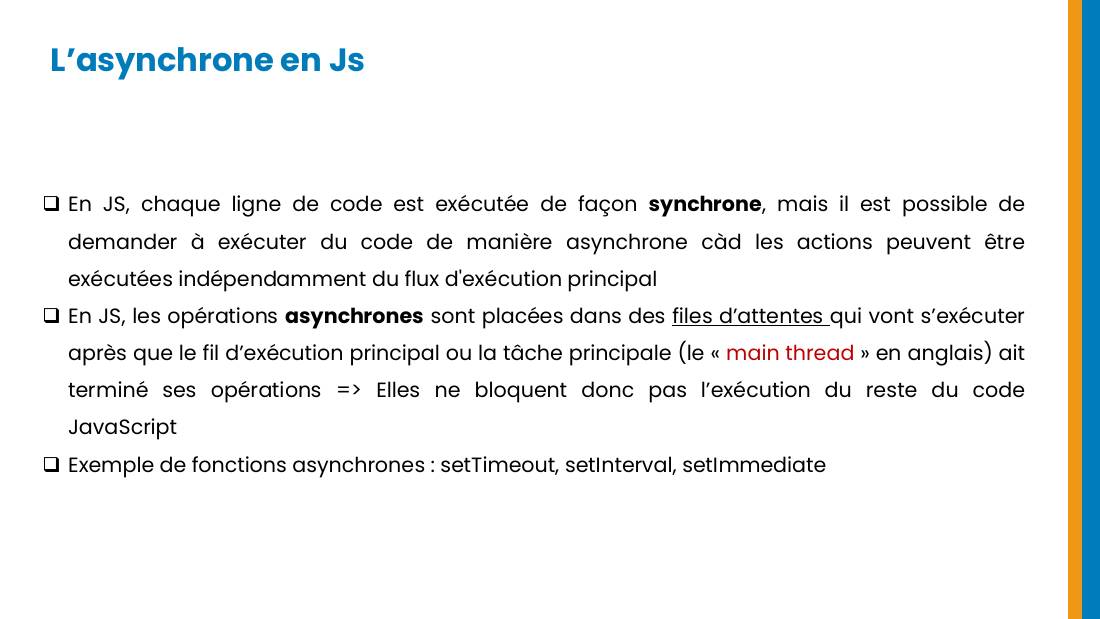 L’asynchrone en Js
❑ En JS, chaque ligne de code est exécutée de façon synchrone, mais il est possible de
demander à exécuter du code de manière asynchrone càd les actions peuvent être
exécutées indépendamment du flux d'exécution principal
❑ En JS, les opérations asynchrones sont placées dans des files d’attentes qui vont s’exécuter
après que le fil d’exécution principal ou la tâche principale (le « main thread » en anglais) ait
terminé ses opérations => Elles ne bloquent donc pas l’exécution du reste du code
JavaScript
❑ Exemple de fonctions asynchrones : setTimeout, setInterval, setImmediate